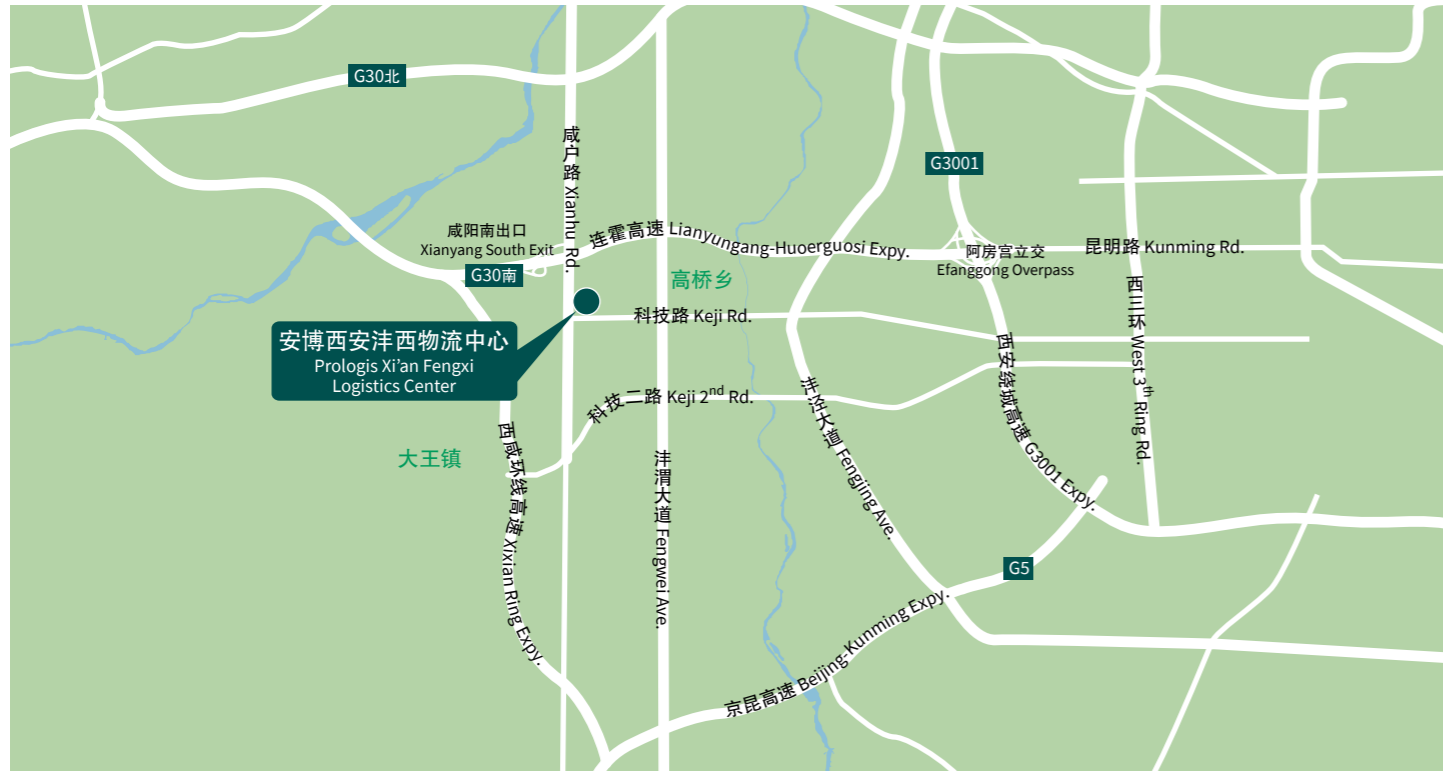 G30北
G3001
咸户路 Xianhu Rd.
咸阳南出口
Xianyang South Exit
连霍高速 Lianyungang-Huoerguosi Expy.
阿房宫立交
Efanggong Overpass
昆明路 Kunming Rd.
G30南
高桥乡
科技路 Keji Rd.
西三环 West 3th Ring Rd.
安博西安沣西物流中心
Prologis Xi'an Fengxi
Logistics Center
科技二路 Keji 2nd Rd.
沣泾大道 Fengjing Ave.
西安绕城高速 G3001 Expy.
大王镇
西咸环线高速 Xixian Ring Expy.
沣渭大道 Fengwei Ave.
G5
京昆高速 Beijing-Kunming Expy.